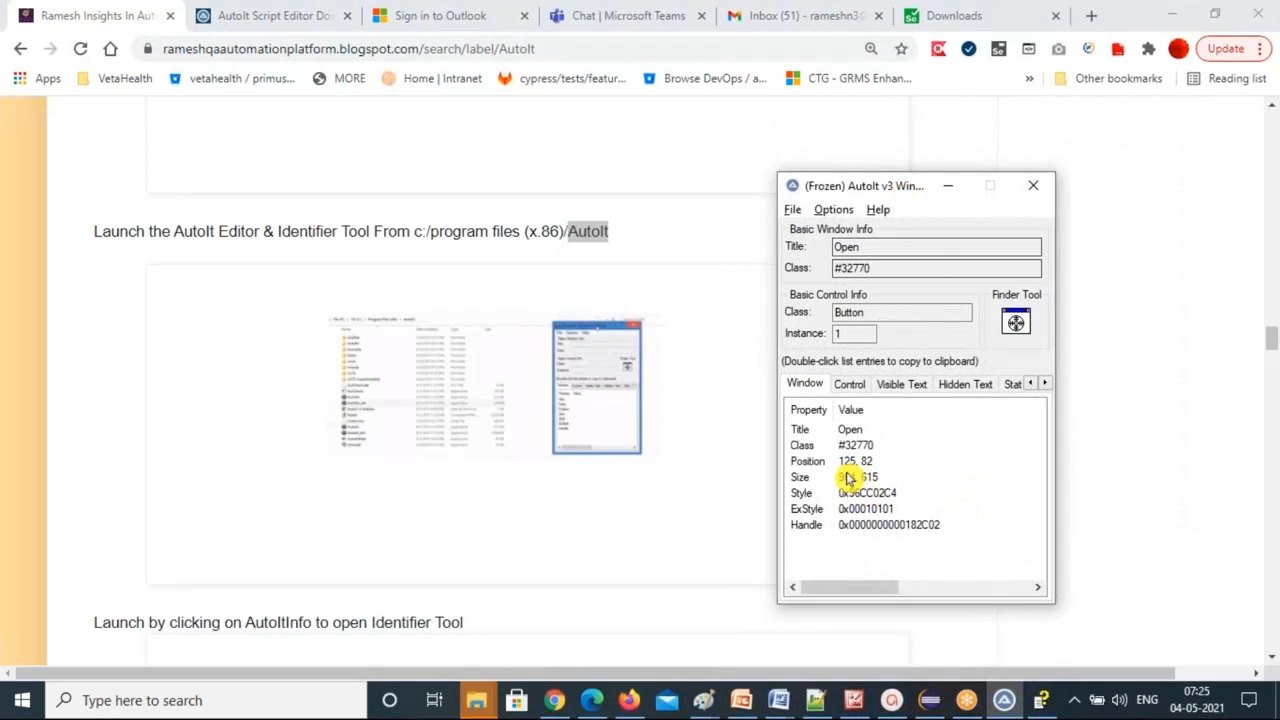 Ramesh Insights In Aut
AutoIt Script Editor Do
Sign in to Outlook
Chat | Microsoft Teams
Inbox (51) - rameshn3@
Downloads
rameshqaautomationplatform.blogspot.com/search/label/AutoIt
Update
Apps
VetaHealth
vetahealth / primus...
MORE
Home | Intranet
cypress/tests/featur...
Browse DevOps / a...
CTG - GRMS Enhan...
»
Other bookmarks
Reading list
Launch the AutoIt Editor & Identifier Tool From c:/program files (x.86)/AutoIt
Launch by clicking on AutoItInfo to open Identifier Tool
(Frozen) AutoIt v3 Win...
File Options Help
Basic Window Info
Title: Open
Class: #32770
Basic Control Info
Finder Tool
Class: Button
Instance: 1
(Double-click list entries to copy to clipboard)
Control
Text
Hidden Text
Property Value
Title Open
Class #32770
Position 125, 82
Size
Style
ExStyle 0x00010101
Handle 0x0000000000182C02
Type here to search
ENG
07:25
04-05-2021